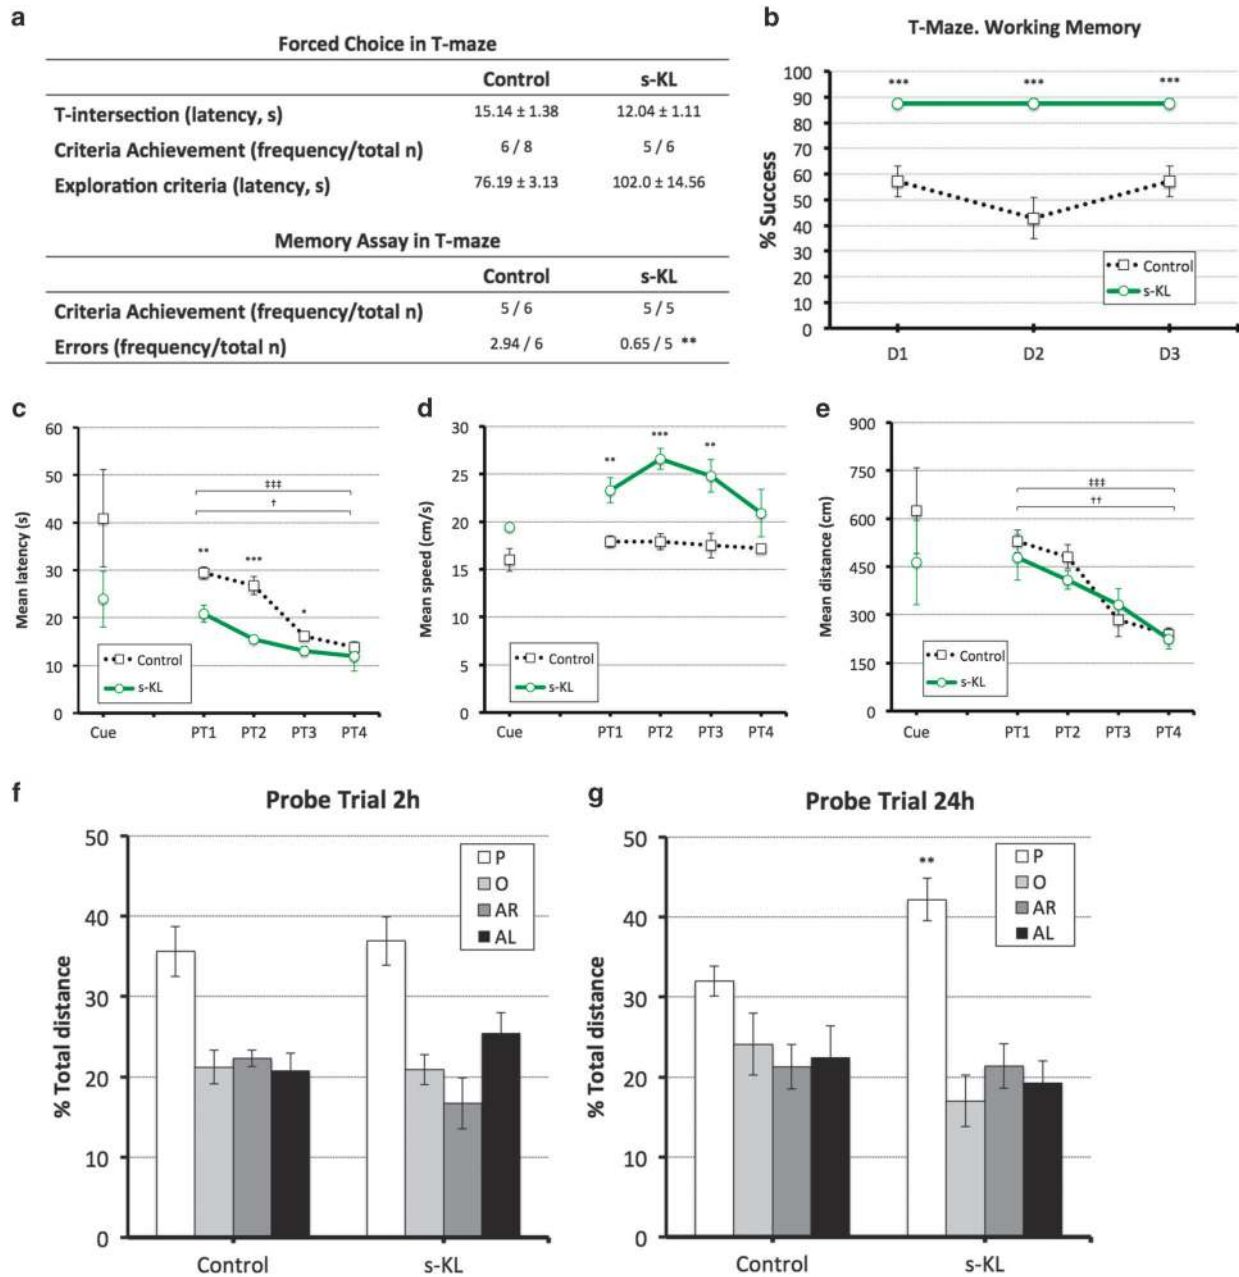 a
Forced Choice in T-maze
Control s-KL
T-intersection (latency, s) 15.14 ± 1.38 12.04 ± 1.11
Criteria Achievement (frequency/total n) 6 / 8 5 / 6
Exploration criteria (latency, s) 76.19 ± 3.13 102.0 ± 14.56
Memory Assay in T-maze
Control s-KL
Criteria Achievement (frequency/total n) 5 / 6 5 / 5
Errors (frequency/total n) 2.94 / 6 0.65 / 5 **
b
T-Maze. Working Memory
% Success
100
90
80
70
60
50
40
30
20
10
0
*** *** ***
Control
s-KL
D1 D2 D3
c
Mean latency (s)
60
50
40
30
20
10
0
‡‡‡
†
** *** *
Control
s-KL
Cue PT1 PT2 PT3 PT4
d
Mean speed (cm/s)
30
25
20
15
10
5
0
** *** **
Control
s-KL
Cue PT1 PT2 PT3 PT4
e
Mean distance (cm)
900
750
600
450
300
150
0
‡‡‡
††
Control
s-KL
Cue PT1 PT2 PT3 PT4
f
Probe Trial 2h
% Total distance
50
40
30
20
10
0
P
O
AR
AL
Control s-KL
g
Probe Trial 24h
% Total distance
50
40
30
20
10
0
**
P
O
AR
AL
Control s-KL